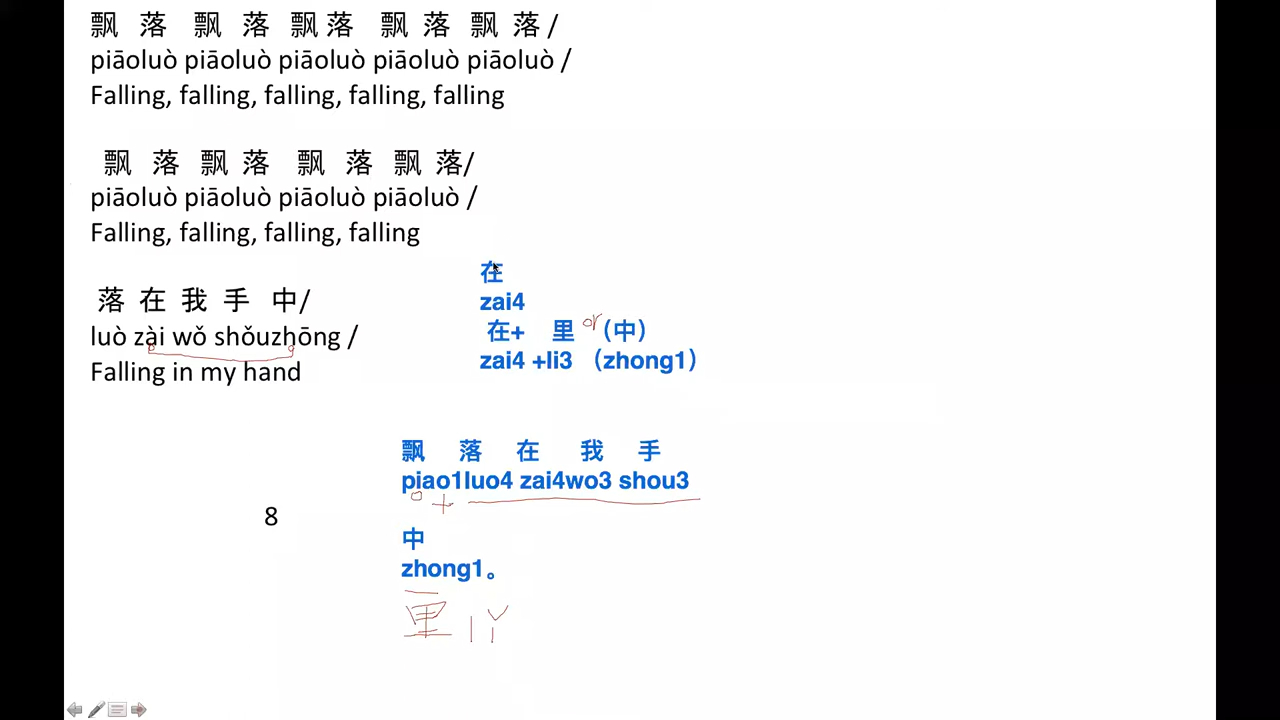 飘 落 飘 落 飘 落 飘 落 飘 落 /
piāoluò piāoluò piāoluò piāoluò piāoluò /
Falling, falling, falling, falling, falling
飘 落 飘 落 飘 落 飘 落/
piāoluò piāoluò piāoluò piāoluò /
Falling, falling, falling, falling
落 在 我 手 中/
luò zài wǒ shǒuzhōng /
Falling in my hand
在
zai4
在+ 里 or (中)
zai4 +li3 (zhong1)
飘 落 在 我 手
piao1luo4 zai4wo3 shou3
+
中
zhong1。
里
8